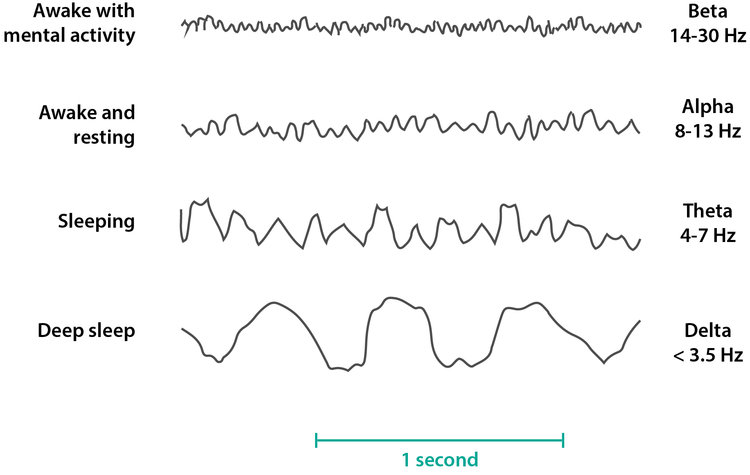 Awake with
mental activity
Beta
14-30 Hz
Awake and
resting
Alpha
8-13 Hz
Sleeping
Theta
4-7 Hz
Deep sleep
Delta
< 3.5 Hz
1 second